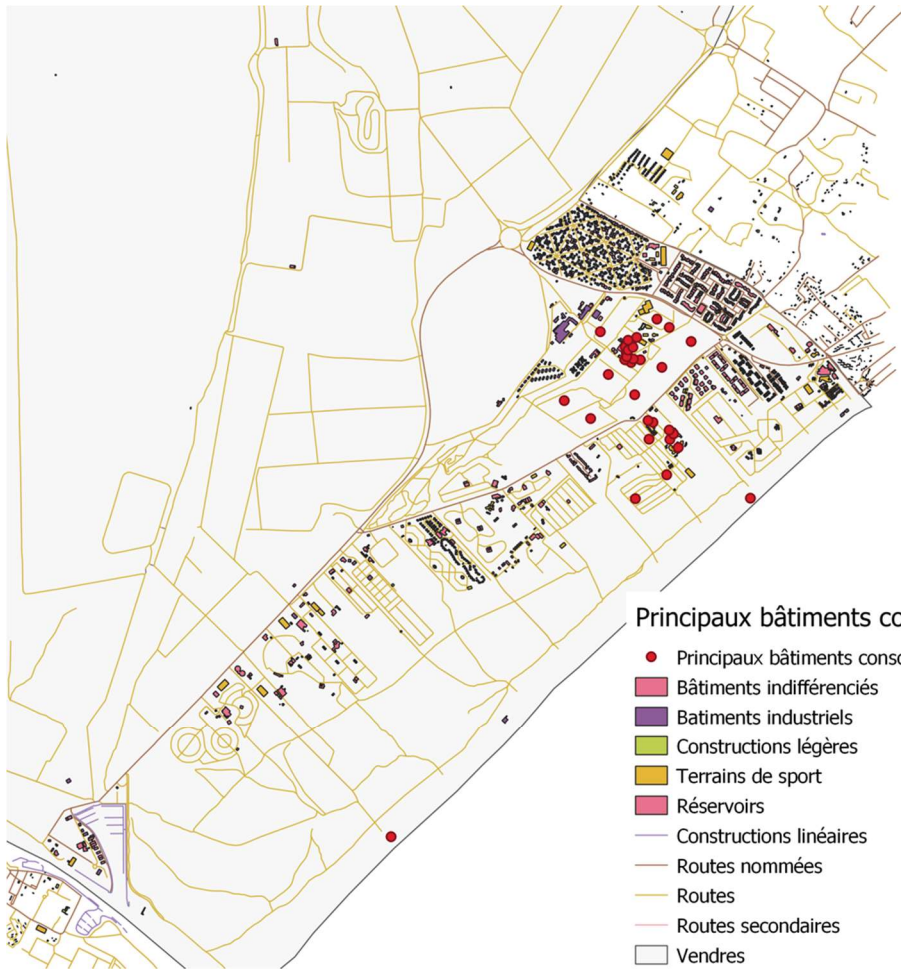 Principaux bâtiments co
Principaux bâtiments conso
Bâtiments indifférenciés
Batiments industriels
Constructions légères
Terrains de sport
Réservoirs
Constructions linéaires
Routes nommées
Routes
Routes secondaires
Vendres